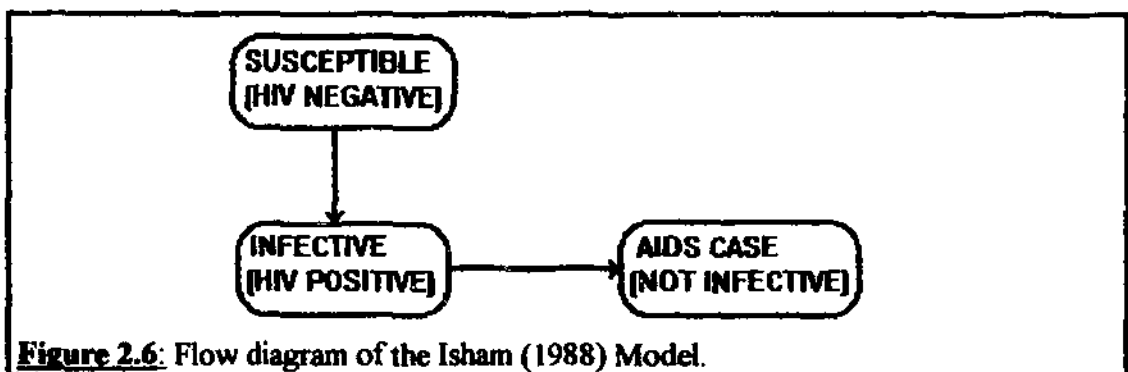 SUSCEPTIBLE
[HIV NEGATIVE]
INFECTIVE
[HIV POSITIVE]
AIDS CASE
[NOT INFECTIVE]
Figure 2.6: Flow diagram of the Isham (1988) Model.